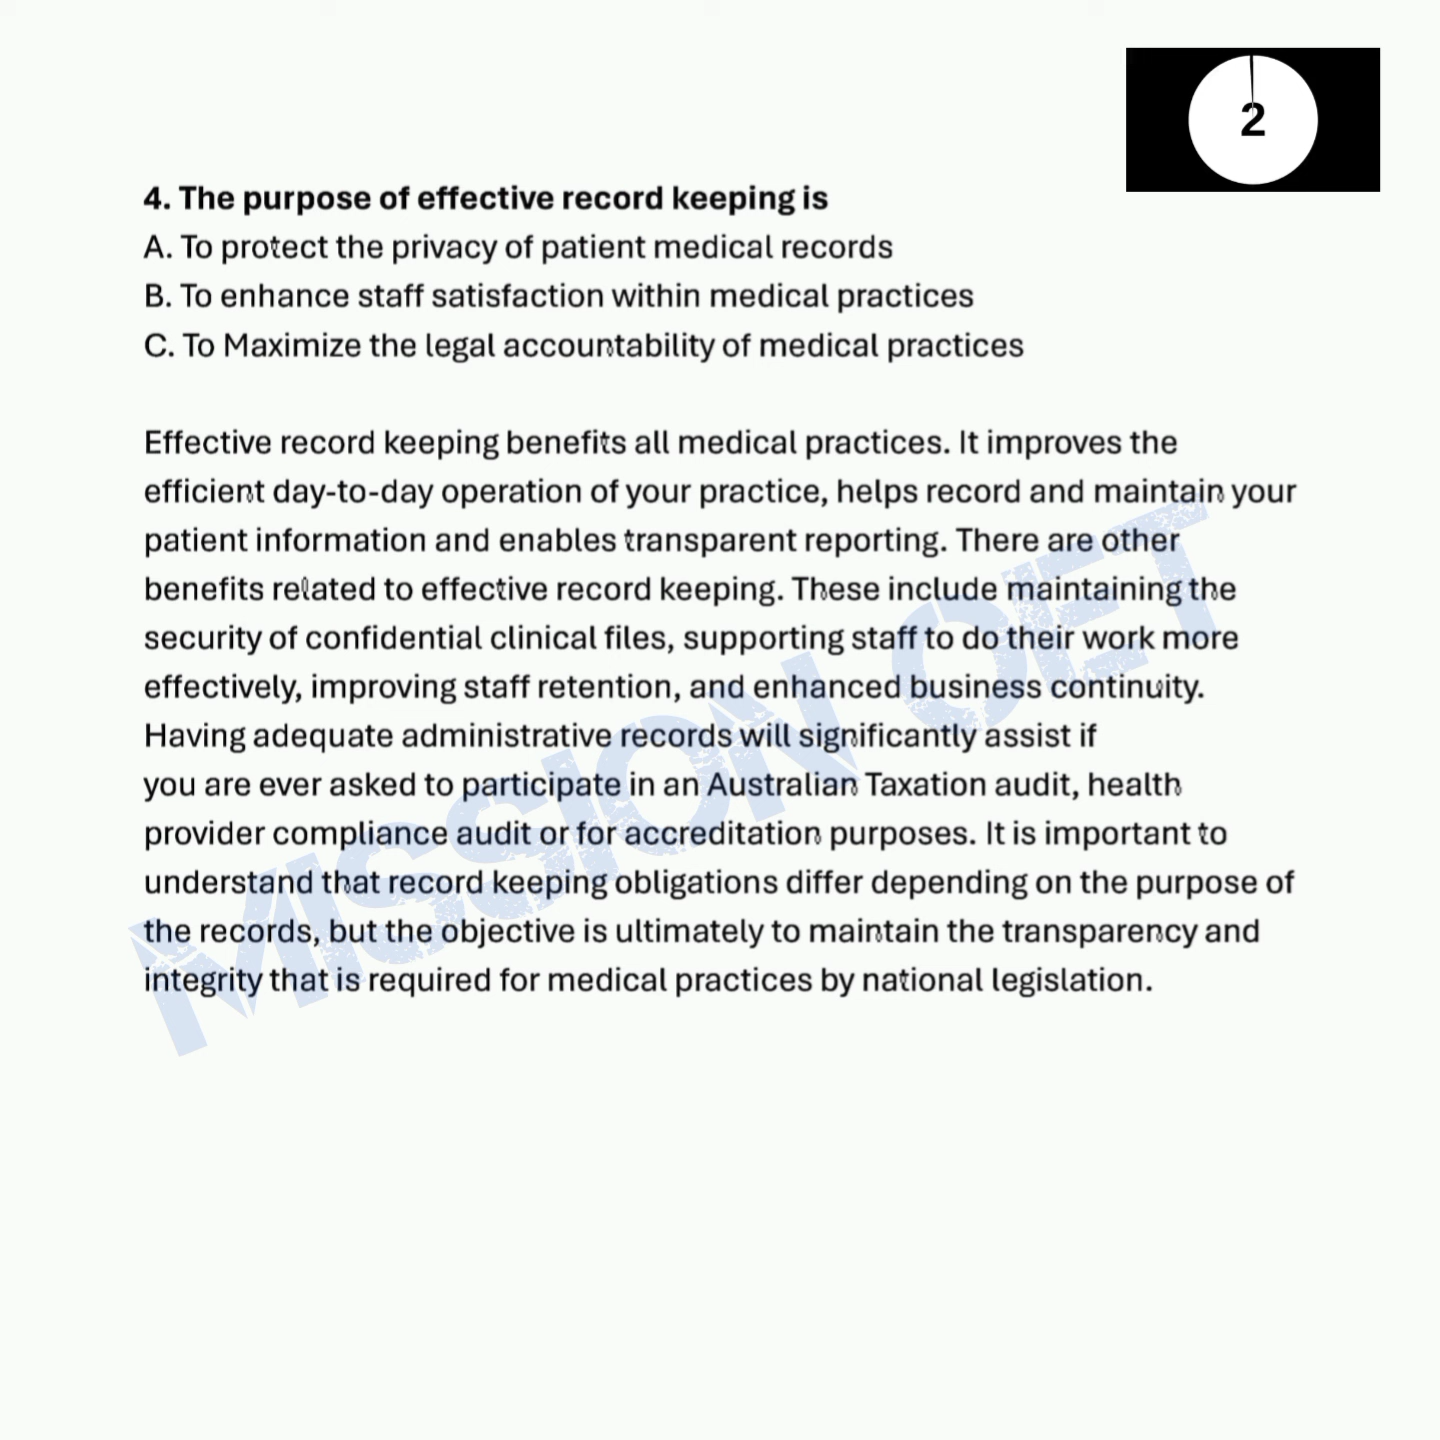 2
4. The purpose of effective record keeping is
A. To protect the privacy of patient medical records
B. To enhance staff satisfaction within medical practices
C. To Maximize the legal accountability of medical practices
Effective record keeping benefits all medical practices. It improves the
efficient day-to-day operation of your practice, helps record and maintain your
patient information and enables transparent reporting. There are other
benefits related to effective record keeping. These include maintaining the
security of confidential clinical files, supporting staff to do their work more
effectively, improving staff retention, and enhanced business continuity.
Having adequate administrative records will significantly assist if
you are ever asked to participate in an Australian Taxation audit, health
provider compliance audit or for accreditation purposes. It is important to
understand that record keeping obligations differ depending on the purpose of
the records, but the objective is ultimately to maintain the transparency and
integrity that is required for medical practices by national legislation.
MISSION OET